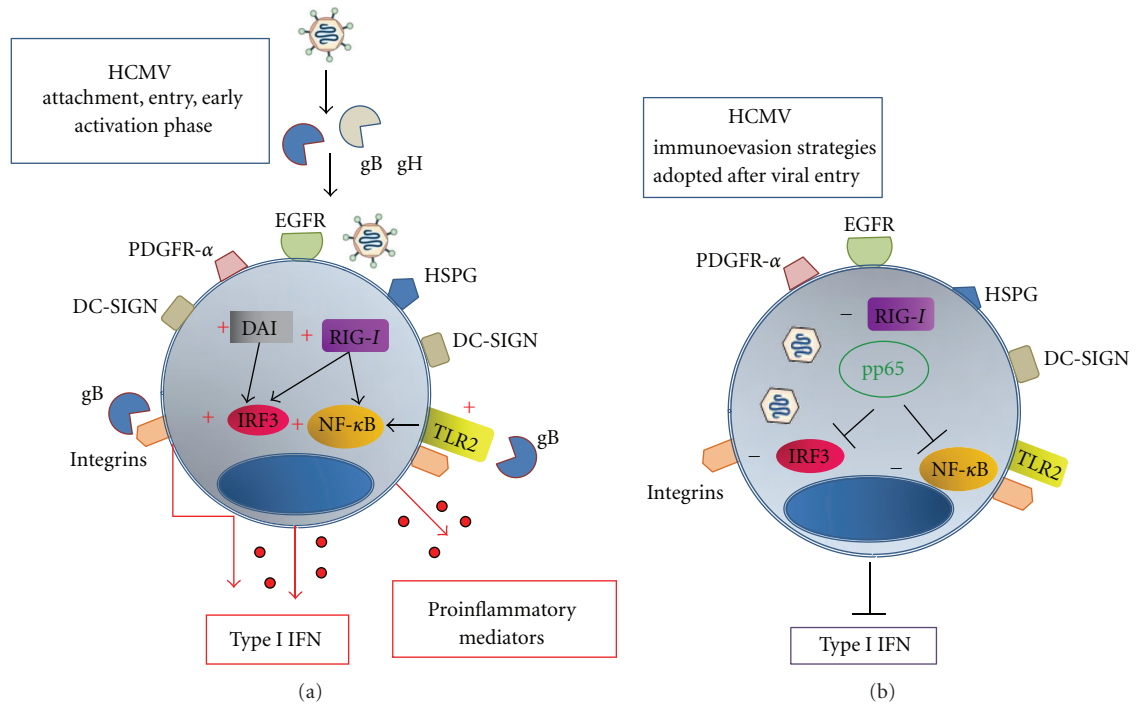 HCMV
attachment, entry, early
activation phase
gB gH
EGFR
PDGFR-α
HSPG
DC-SIGN
DC-SIGN
+ DAI
+ RIG-I
gB
+ IRF3
+ NF-κB
+
TLR2
gB
Integrins
Type I IFN
Proinflammatory
mediators
(a)
HCMV
immunoevasion strategies
adopted after viral entry
EGFR
PDGFR-α
HSPG
– RIG-I
DC-SIGN
pp65
– IRF3
– NF-κB
TLR2
Integrins
Type I IFN
(b)